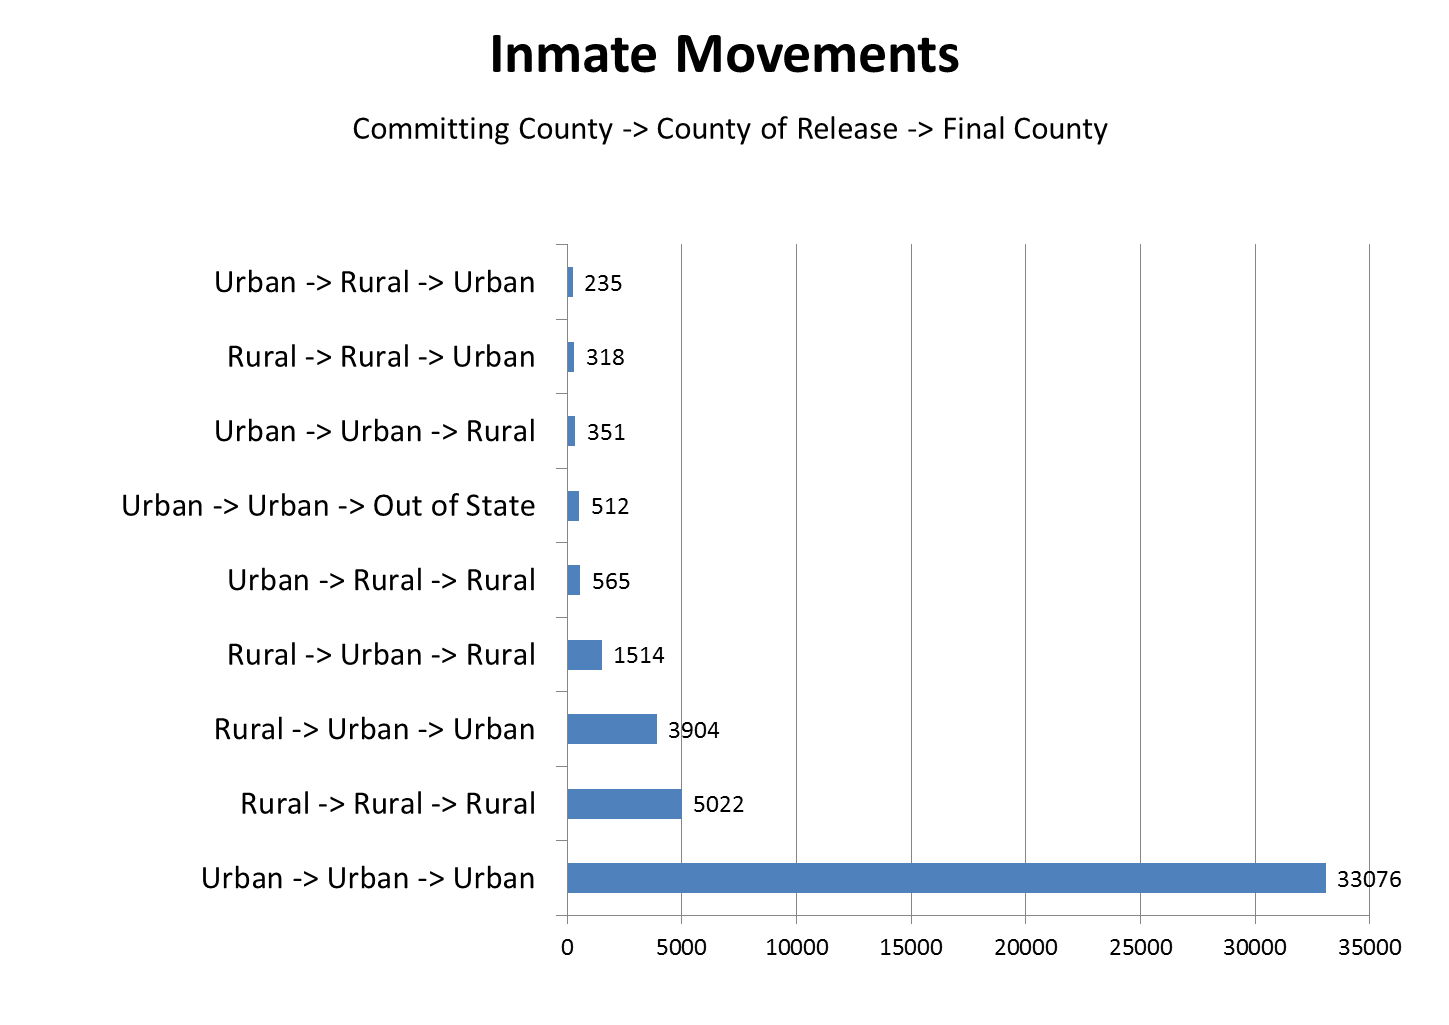 Inmate Movements
Committing County -> County of Release -> Final County
Urban -> Rural -> Urban 235
Rural -> Rural -> Urban 318
Urban -> Urban -> Rural 351
Urban -> Urban -> Out of State 512
Urban -> Rural -> Rural 565
Rural -> Urban -> Rural 1514
Rural -> Urban -> Urban 3904
Rural -> Rural -> Rural 5022
Urban -> Urban -> Urban 33076
0 5000 10000 15000 20000 25000 30000 35000